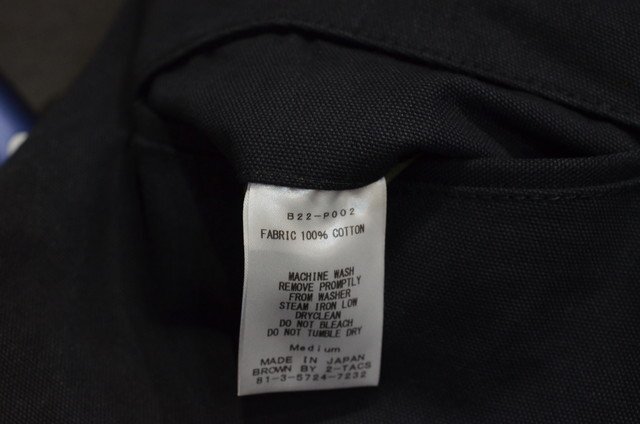 B22-P002
FABRIC 100% COTTON
MACHINE WASH
REMOVE PROMPTLY
FROM WASHER
STEAM IRON LOW
DRYCLEAN
DO NOT BLEACH
DO NOT TUMBLE DRY
Medium
MADE IN JAPAN
BROWN BY 2-TACS
81-3-5724-7232